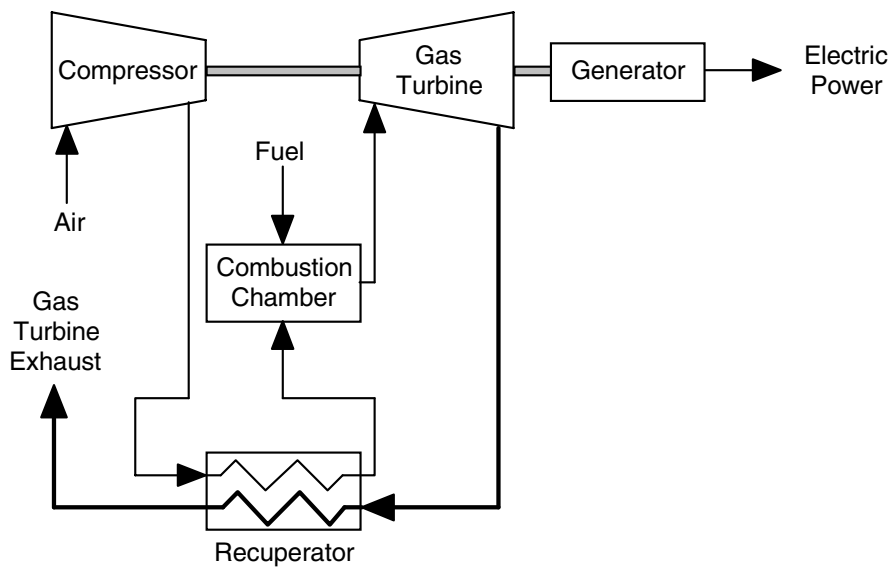 Compressor
Gas
Turbine
Generator
Electric
Power
Fuel
Air
Combustion
Chamber
Gas
Turbine
Exhaust
Recuperator